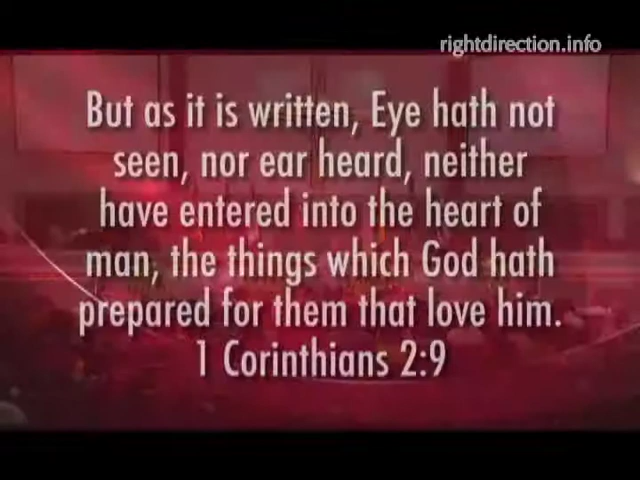 rightdirection.info
But as it is written, Eye hath not
seen, nor ear heard, neither
have entered into the heart of
man, the things which God hath
prepared for them that love him.
1 Corinthians 2:9